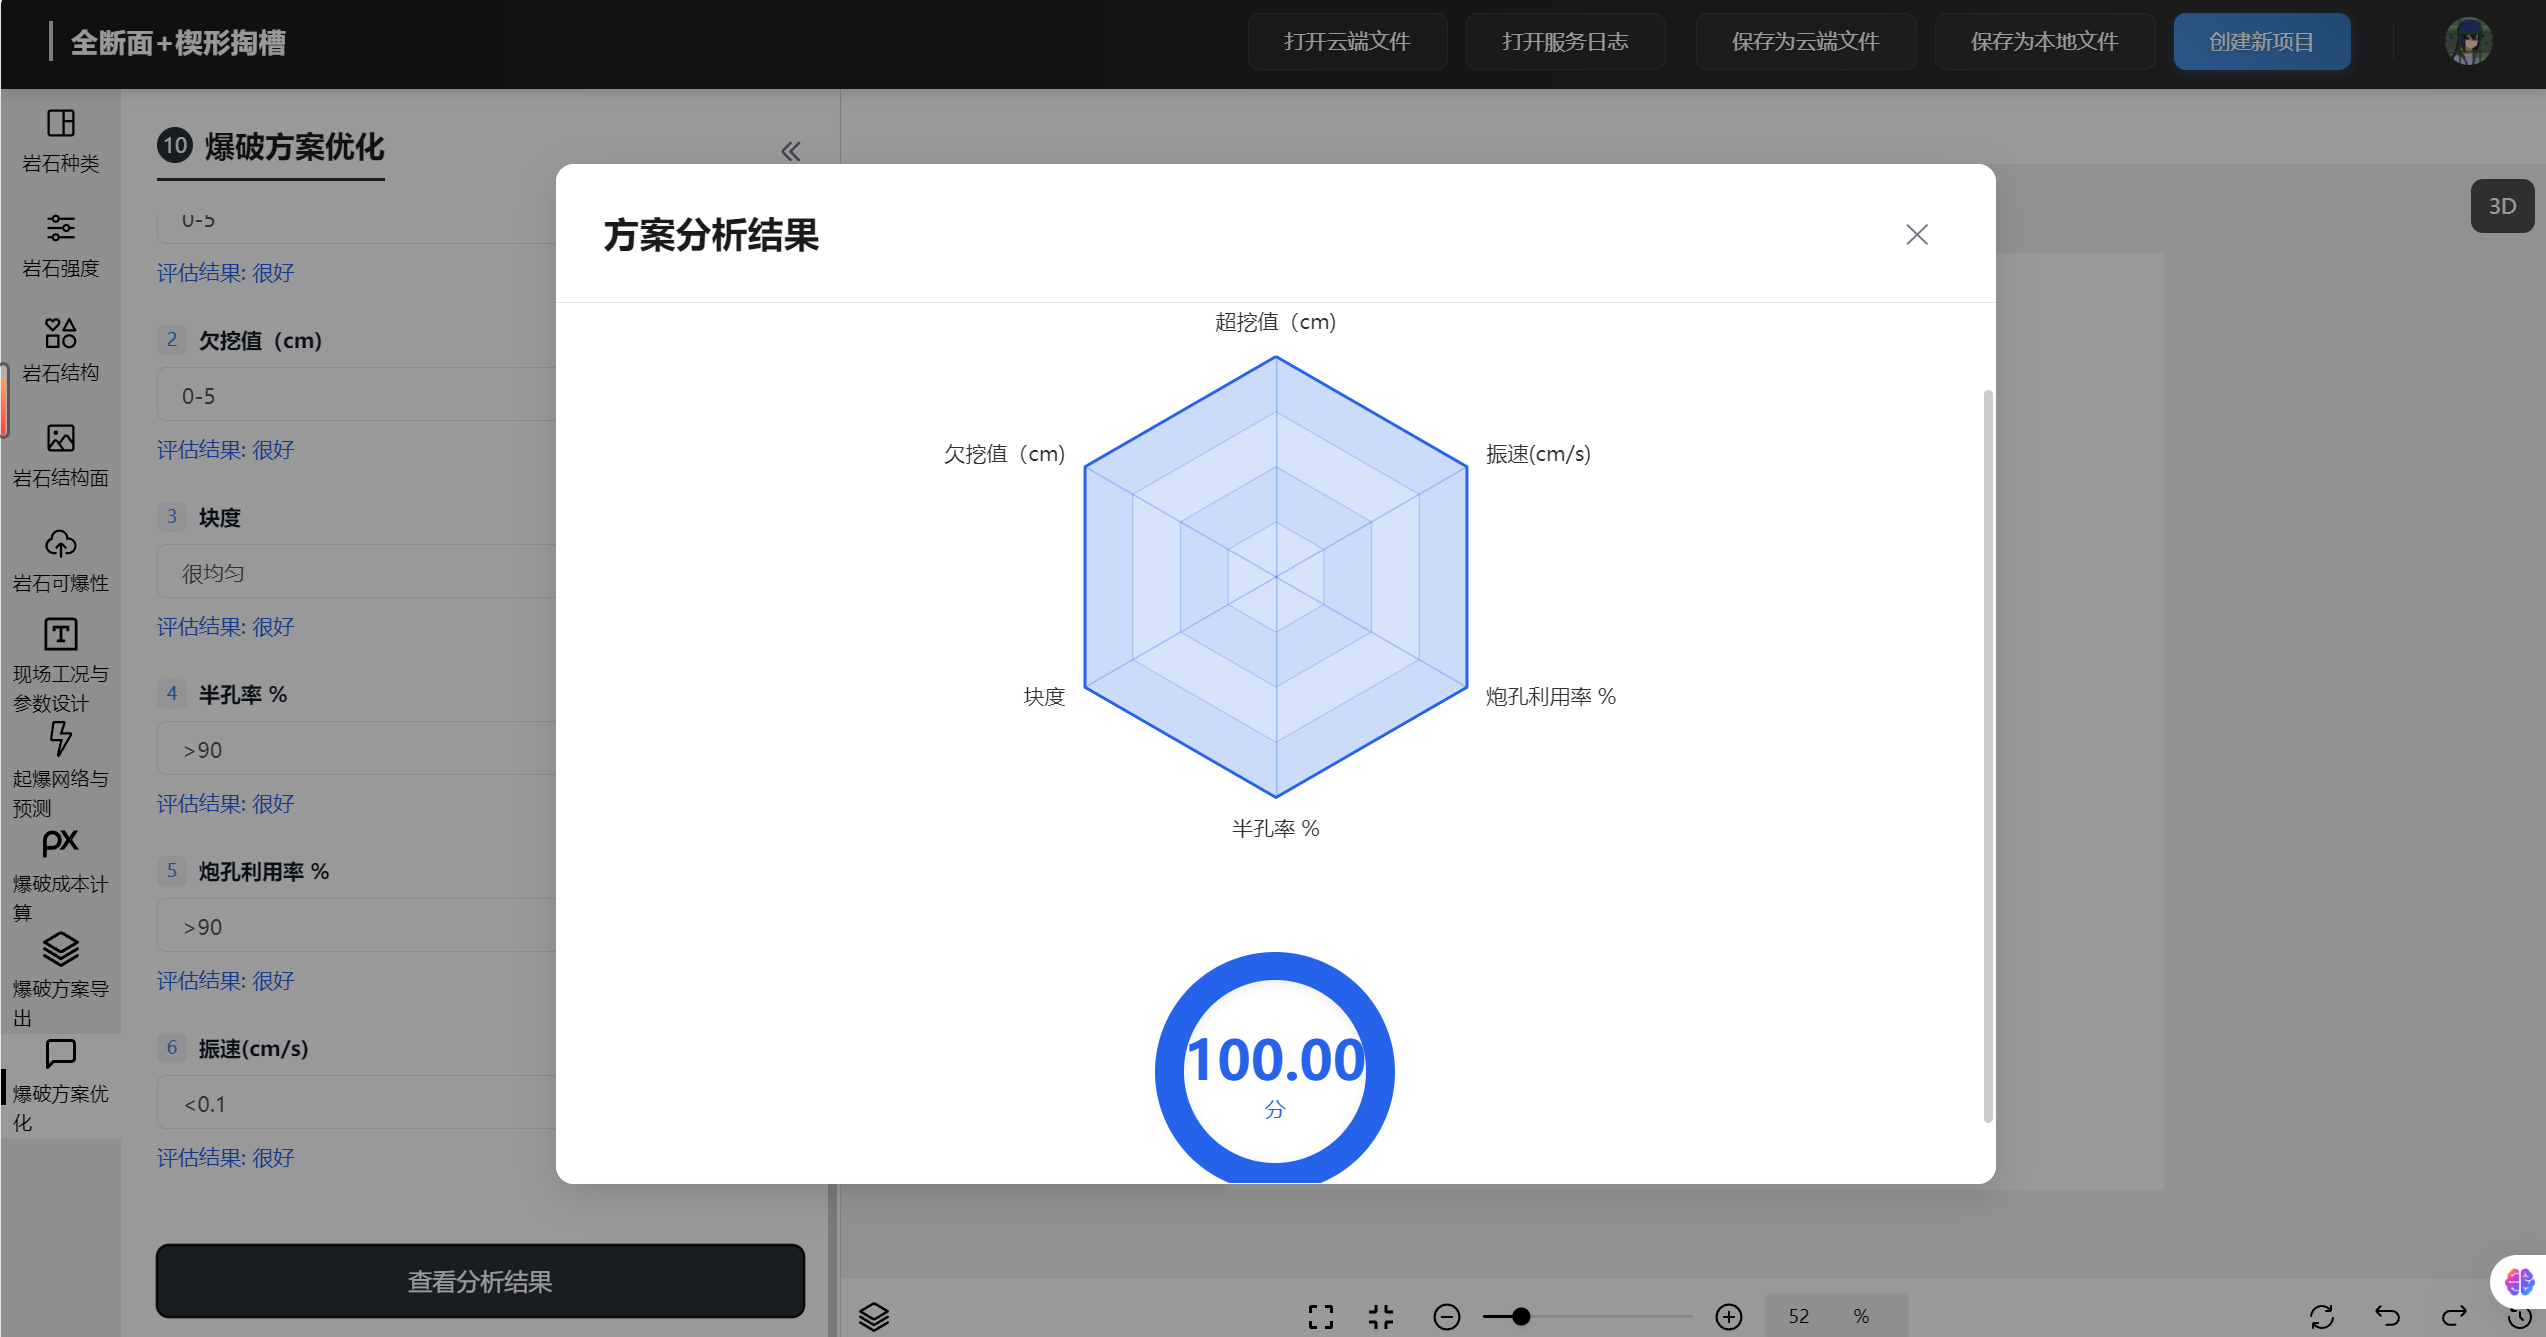 全断面+楔形掏槽
打开云端文件
打开服务日志
保存为云端文件
保存为本地文件
创建新项目
岩石种类
岩石强度
岩石结构
岩石结构面
岩石可爆性
现场工况与
参数设计
起爆网络与
预测
爆破成本计
算
爆破方案导
出
爆破方案优
化
10 爆破方案优化
0-5
评估结果: 很好
2 欠挖值（cm)
0-5
评估结果: 很好
3 块度
很均匀
评估结果: 很好
4 半孔率 %
>90
评估结果: 很好
5 炮孔利用率 %
>90
评估结果: 很好
6 振速(cm/s)
<0.1
评估结果: 很好
查看分析结果
方案分析结果
超挖值（cm)
欠挖值（cm)
振速(cm/s)
块度
炮孔利用率 %
半孔率 %
100.00
分
3D
52 %